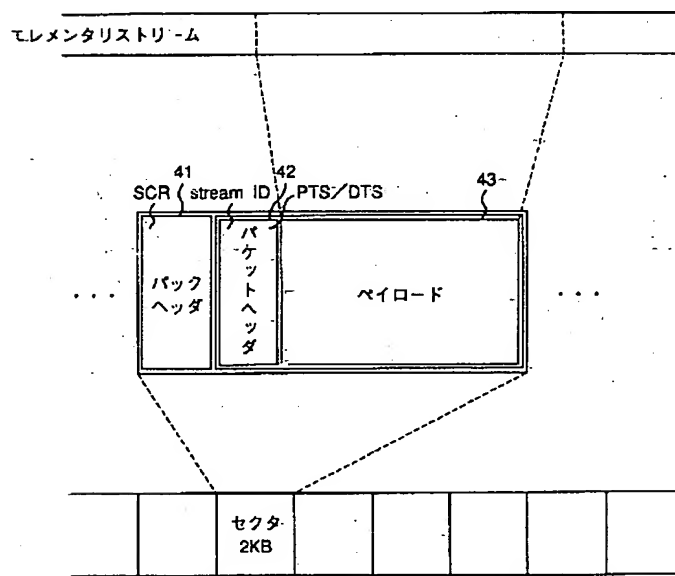 エレメンタリストリーム
41
42
43
SCR stream ID PTS/DTS
パック
ヘッダ
パケットヘッダ
ペイロード
...
...
セクタ
2KB